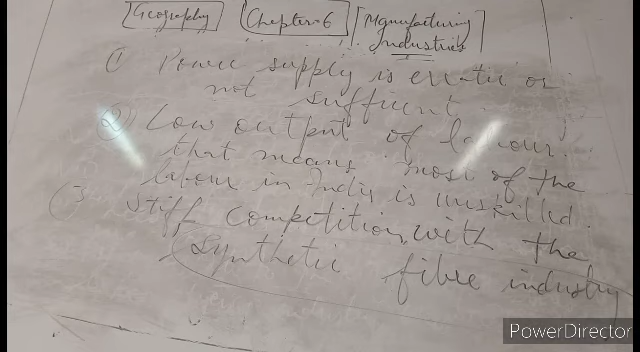 Geography Chapter-6 Manufacturing
Industries
① Power supply is erratic or
not sufficient
② Low output of labour.
that means most of the
labour in India is unskilled.
③ Stiff competition, with the
Synthetic fibre industry
PowerDirector